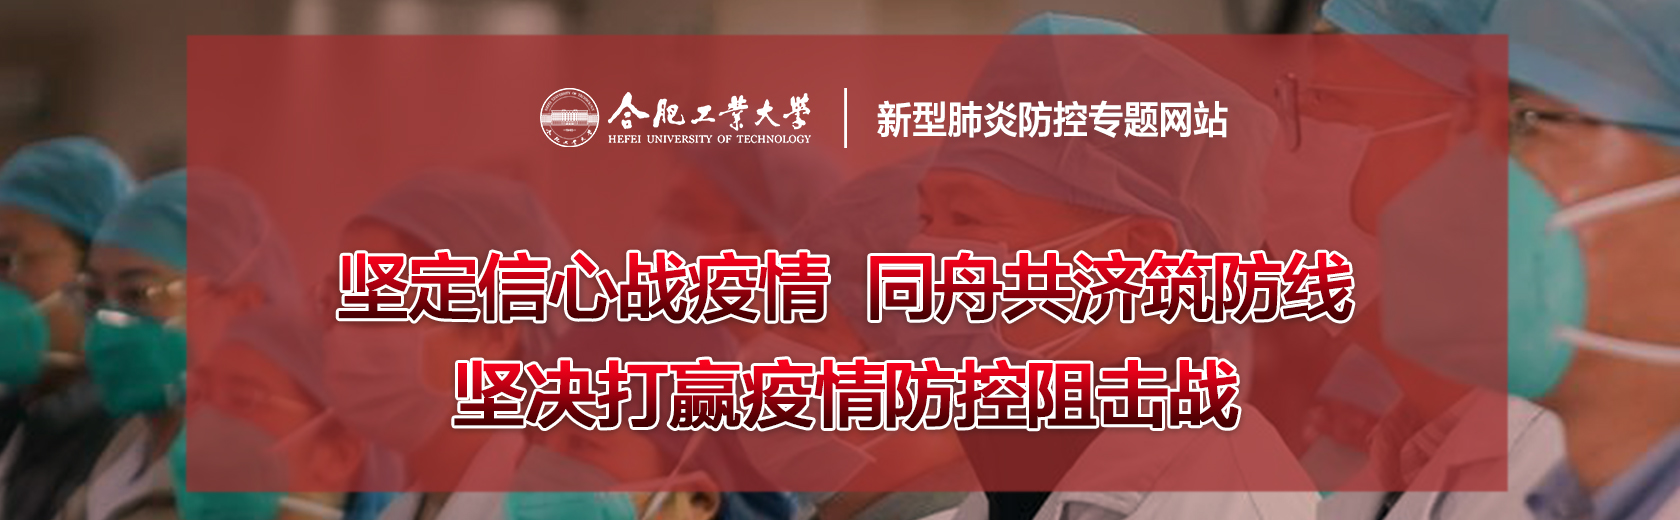 合肥工業大學
HEFEI UNIVERSITY OF TECHNOLOGY
新型肺炎防控专题网站
坚定信心战疫情 同舟共济筑防线
坚决打赢疫情防控阻击战